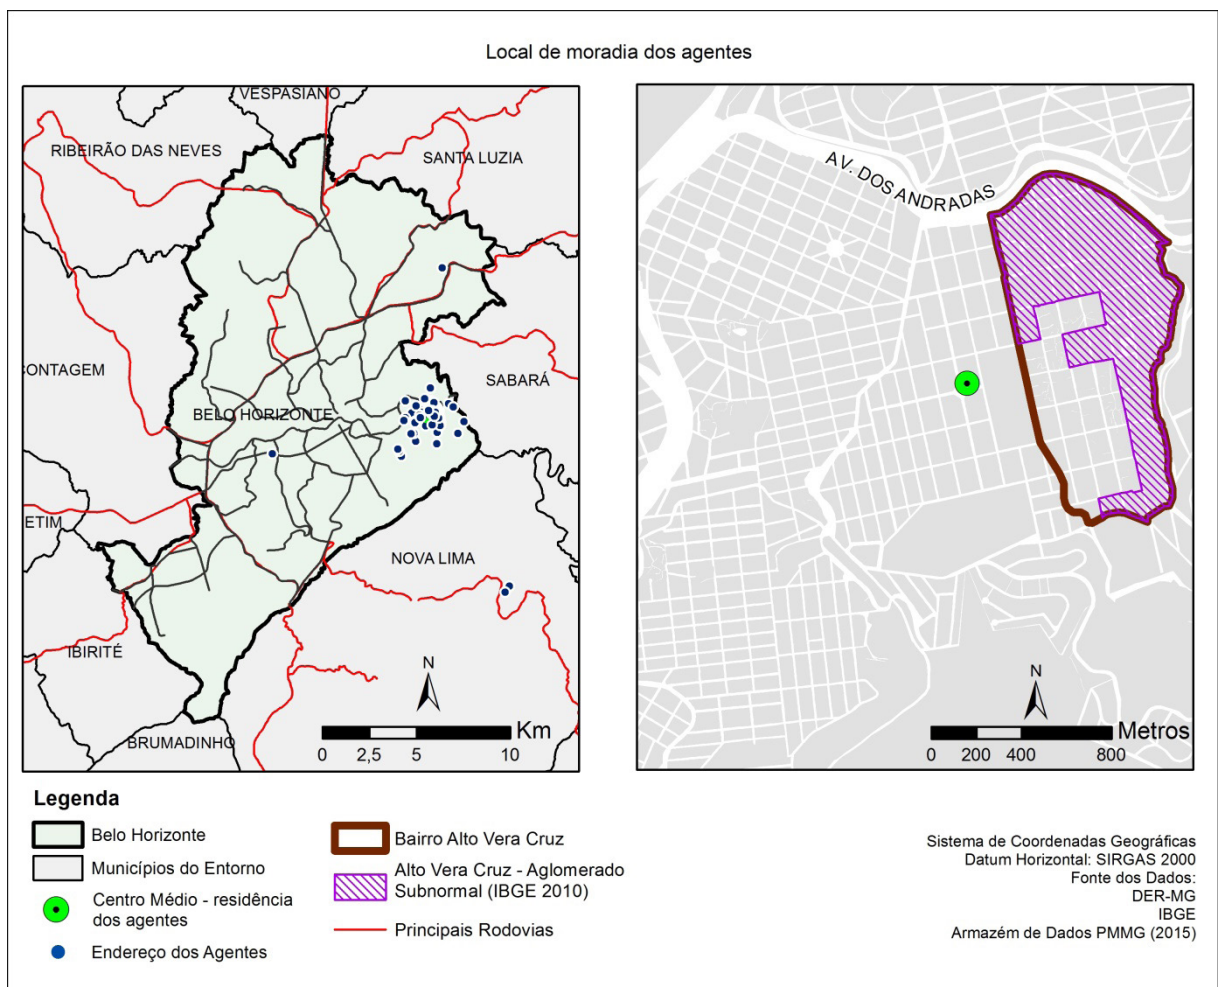 Local de moradia dos agentes
VESPASIANO
RIBEIRÃO DAS NEVES
SANTA LUZIA
ONTAGEM
SABARÁ
BELO HORIZONTE
ETIM
NOVA LIMA
IBIRITÉ
BRUMADINHO
N
0 2,5 5 10 Km
AV. DOS ANDRADAS
N
0 200 400 800 Metros
Legenda
Belo Horizonte
Municípios do Entorno
Centro Médio - residência
dos agentes
Endereço dos Agentes
Bairro Alto Vera Cruz
Alto Vera Cruz - Aglomerado
Subnormal (IBGE 2010)
Principais Rodovias
Sistema de Coordenadas Geográficas
Datum Horizontal: SIRGAS 2000
Fonte dos Dados:
DER-MG
IBGE
Armazém de Dados PMMG (2015)